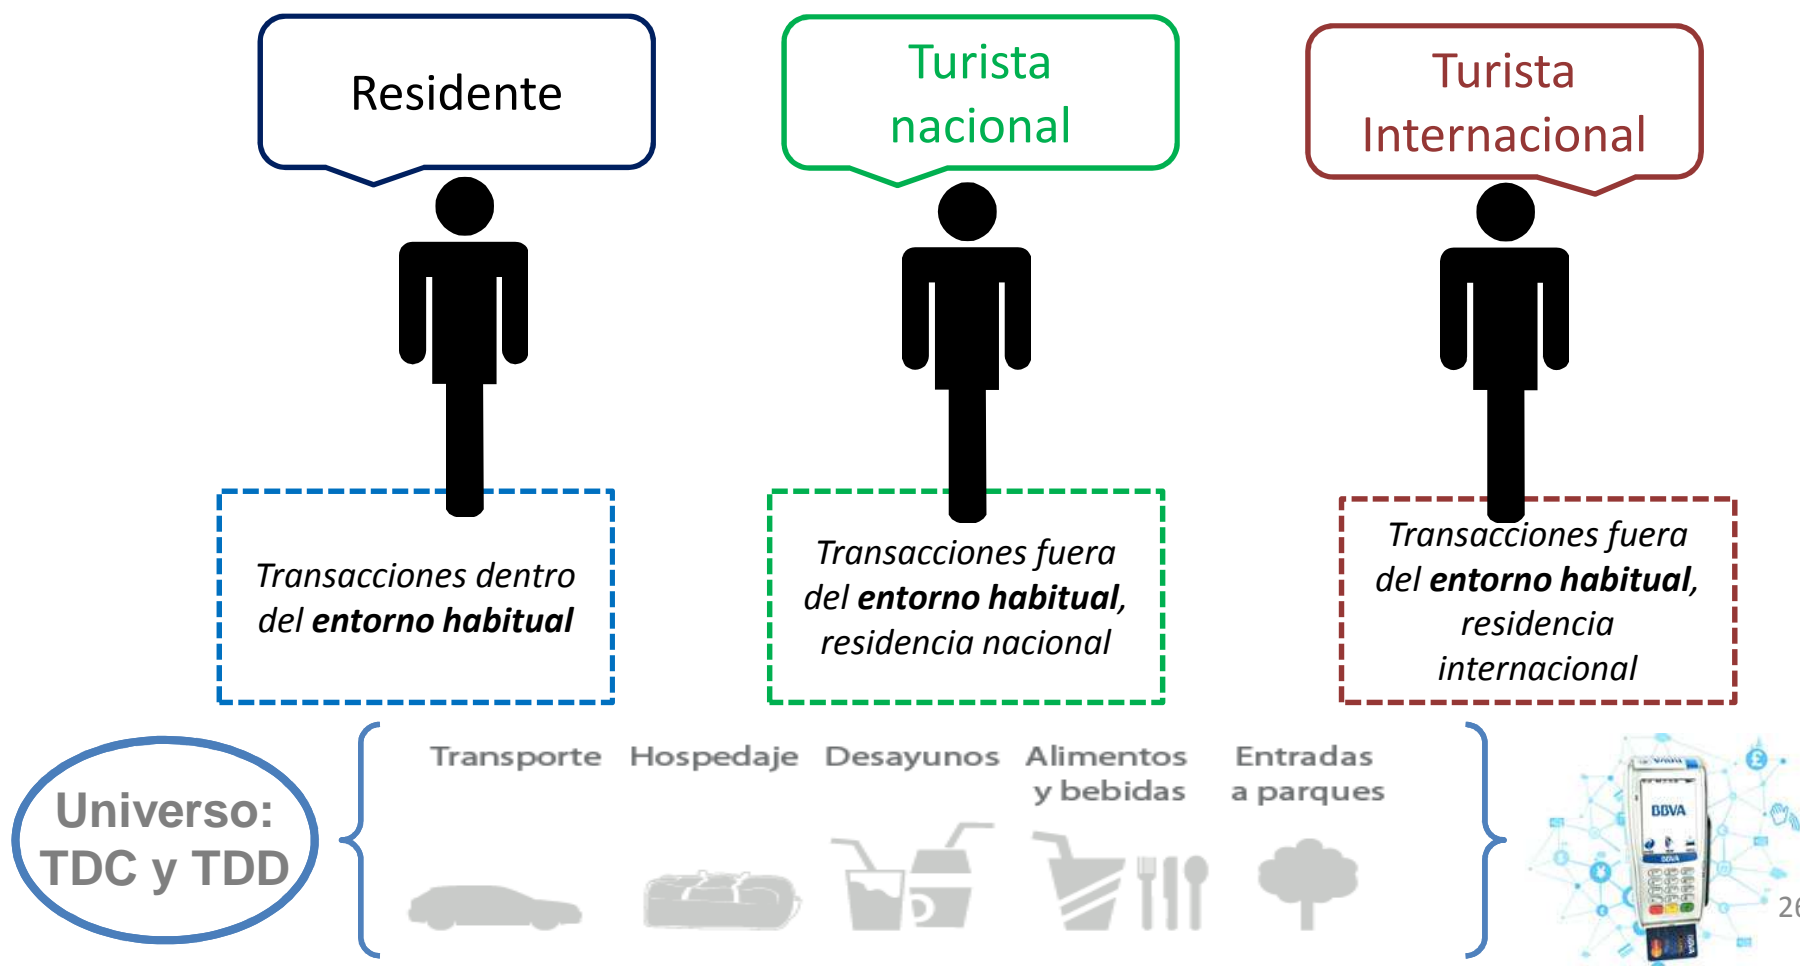 Residente
Turista
nacional
Turista
Internacional
Transacciones dentro
del entorno habitual
Transacciones fuera
del entorno habitual,
residencia nacional
Transacciones fuera
del entorno habitual,
residencia
internacional
Universo:
TDC y TDD
Transporte
Hospedaje
Desayunos
Alimentos
y bebidas
Entradas
a parques
BBVA
BBVA
26